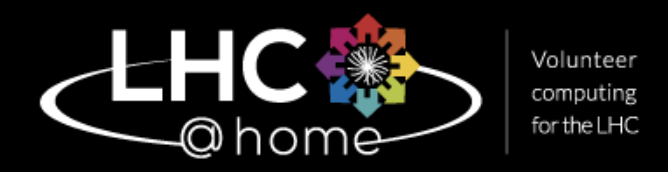 LHC
@home
Volunteer
computing
for the LHC